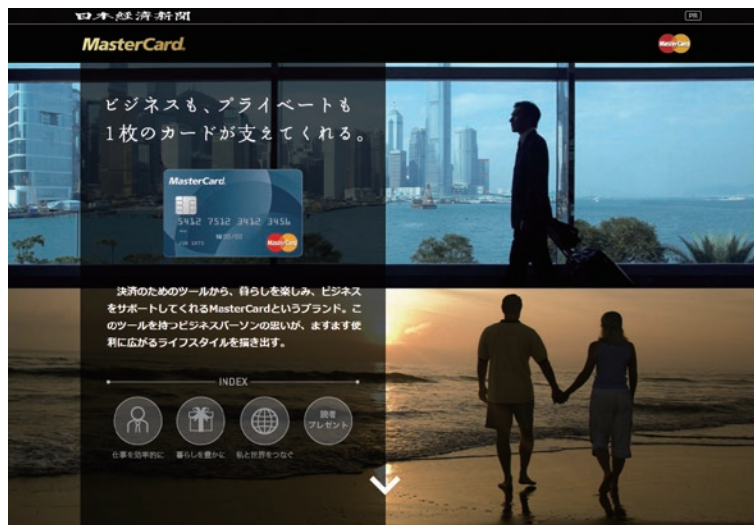 日本経済新聞
PR
MasterCard.
MasterCard
ビジネスも、プライベートも
1枚のカードが支えてくれる。
MasterCard.
5412 7512 3412 3456
MasterCard
決済のためのツールから、暮らしを楽しみ、ビジネス
をサポートしてくれるMasterCardというブランド。こ
のツールを持つビジネスパーソンの思いが、ますます便
利に広がるライフスタイルを描き出す。
INDEX
読者
プレゼント
仕事を効率的に
暮らしを豊かに
私と世界をつなぐ